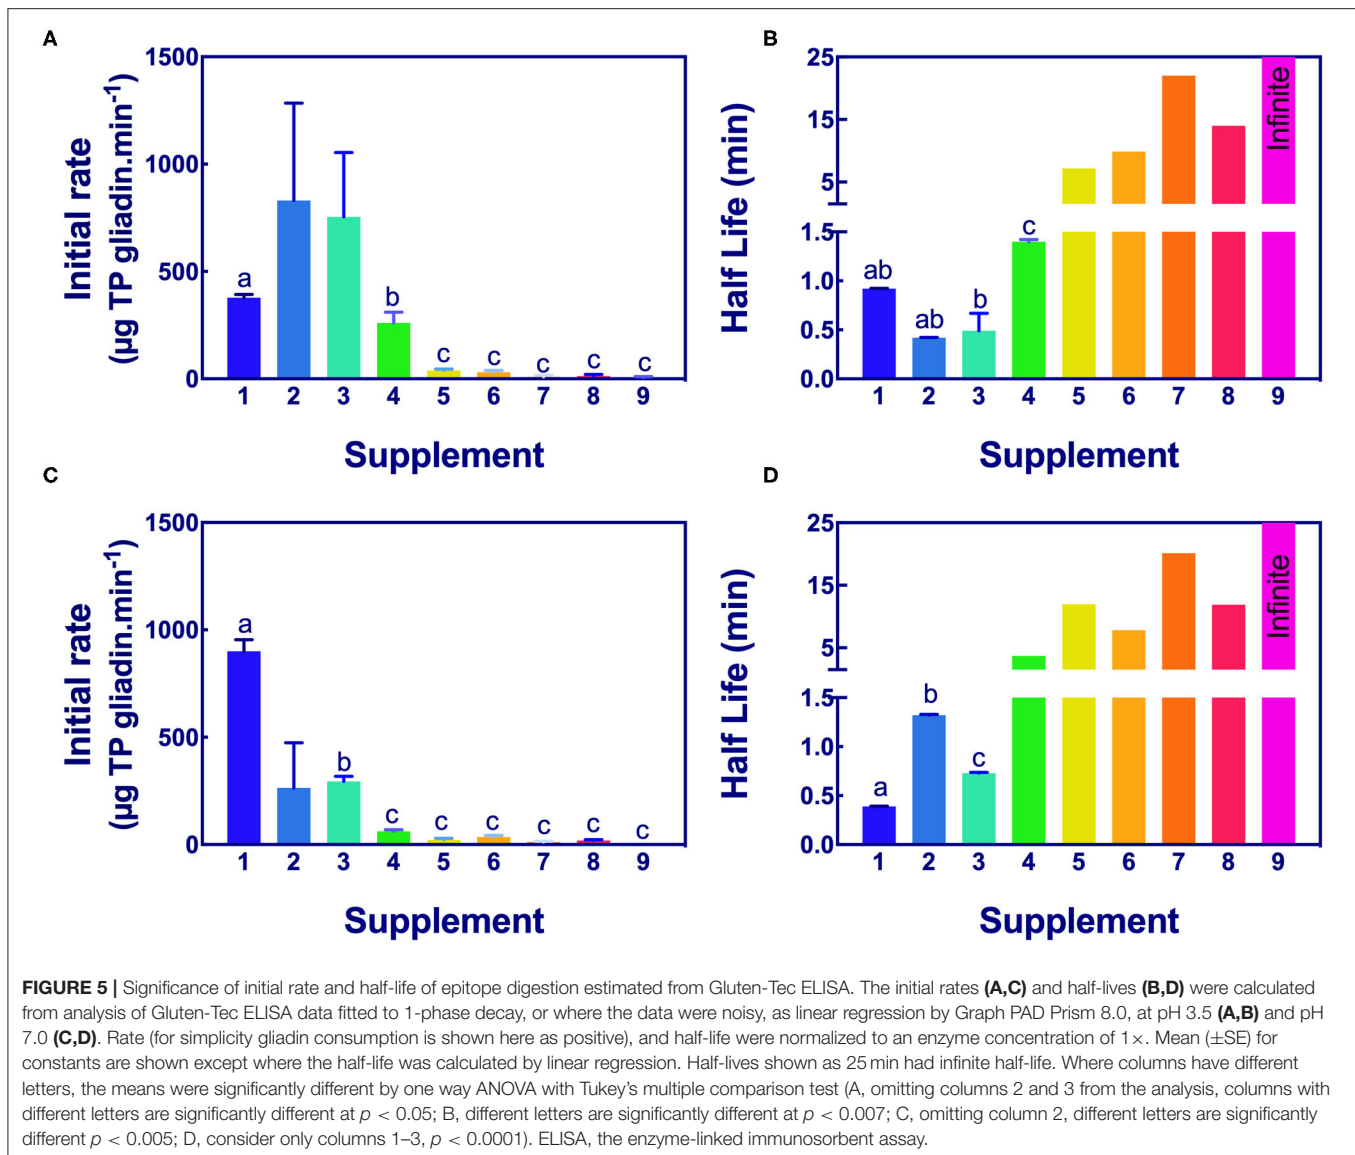 A
1500
1000
500
0
Initial rate
(µg TP gliadin.min-1)
a
b
c
c
c
c
c
1 2 3 4 5 6 7 8 9
Supplement
B
25
15
5
1.5
1.0
0.5
0.0
Half Life (min)
ab
ab
b
c
Infinite
1 2 3 4 5 6 7 8 9
Supplement
C
1500
1000
500
0
Initial rate
(µg TP gliadin.min-1)
a
b
c
c
c
c
c
c
1 2 3 4 5 6 7 8 9
Supplement
D
25
15
5
1.5
1.0
0.5
0.0
Half Life (min)
a
b
c
Infinite
1 2 3 4 5 6 7 8 9
Supplement
FIGURE 5 | Significance of initial rate and half-life of epitope digestion estimated from Gluten-Tec ELISA. The initial rates (A,C) and half-lives (B,D) were calculated
from analysis of Gluten-Tec ELISA data fitted to 1-phase decay, or where the data were noisy, as linear regression by Graph PAD Prism 8.0, at pH 3.5 (A,B) and pH
7.0 (C,D). Rate (for simplicity gliadin consumption is shown here as positive), and half-life were normalized to an enzyme concentration of 1×. Mean (±SE) for
constants are shown except where the half-life was calculated by linear regression. Half-lives shown as 25 min had infinite half-life. Where columns have different
letters, the means were significantly different by one way ANOVA with Tukey's multiple comparison test (A, omitting columns 2 and 3 from the analysis, columns with
different letters are significantly different at p < 0.05; B, different letters are significantly different at p < 0.007; C, omitting column 2, different letters are significantly
different p < 0.005; D, consider only columns 1–3, p < 0.0001). ELISA, the enzyme-linked immunosorbent assay.